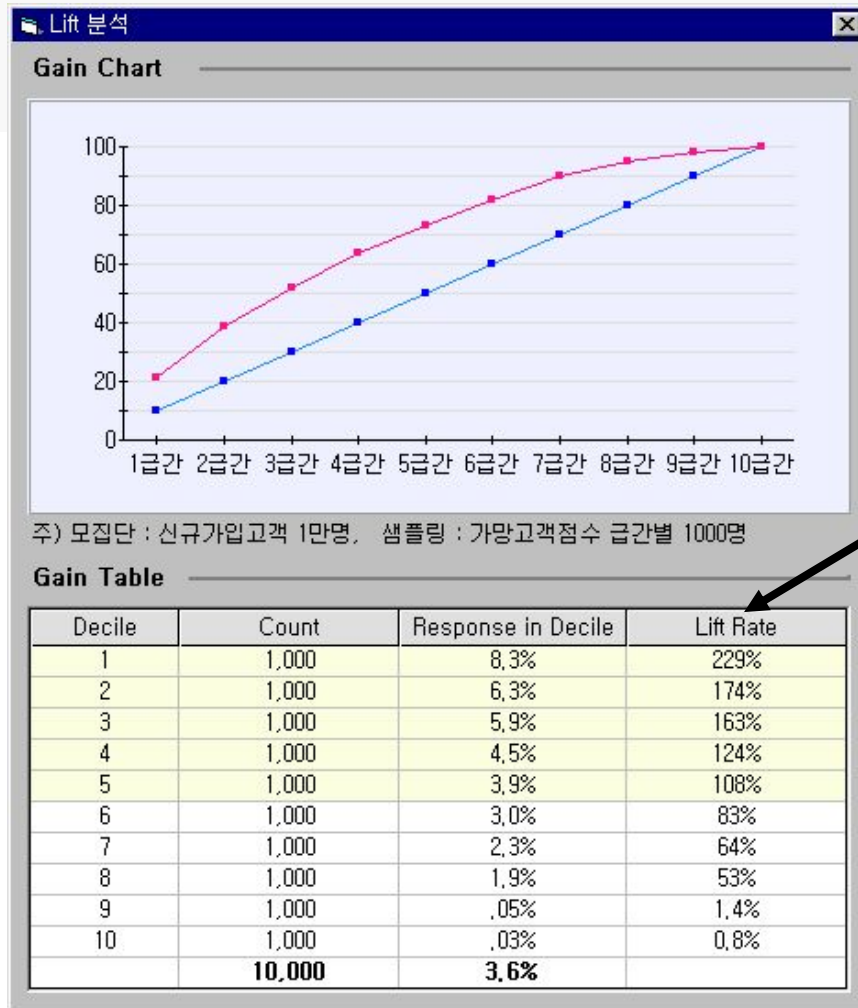 Lift 분석
Gain Chart
100
80
60
40
20
0
1급간 2급간 3급간 4급간 5급간 6급간 7급간 8급간 9급간 10급간
주) 모집단 : 신규가입고객 1만명, 샘플링 : 가망고객점수 급간별 1000명
Gain Table
Decile Count Response in Decile Lift Rate
1 1,000 8,3% 229%
2 1,000 6,3% 174%
3 1,000 5,9% 163%
4 1,000 4,5% 124%
5 1,000 3,9% 108%
6 1,000 3,0% 83%
7 1,000 2,3% 64%
8 1,000 1,9% 53%
9 1,000 ,05% 1,4%
10 1,000 ,03% 0,8%
10,000 3,6%